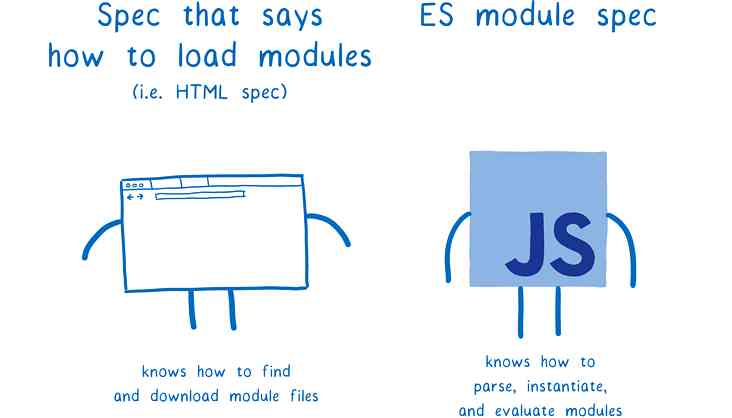 Spec that says
how to load modules
(i.e. HTML spec)
knows how to find
and download module files
ES module spec
JS
knows how to
parse, instantiate,
and evaluate modules